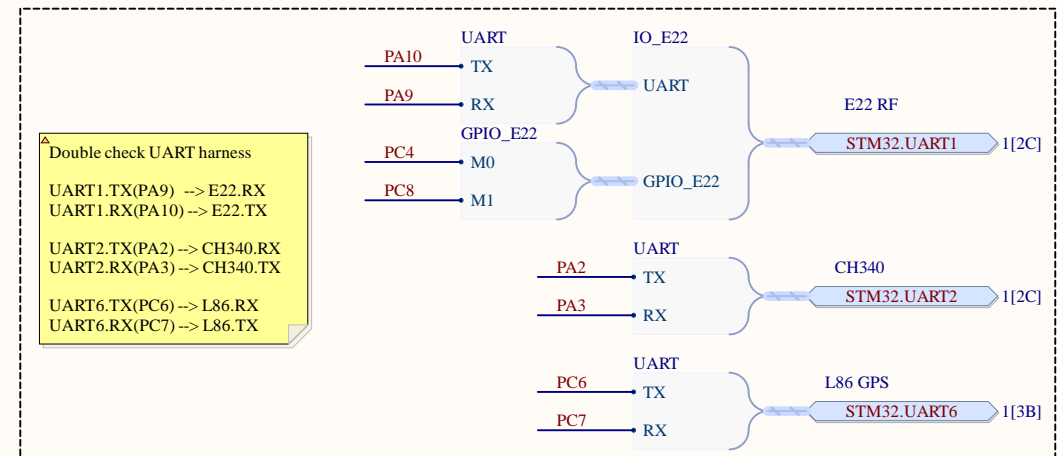 Double check UART harness
UART1.TX(PA9) --> E22.RX
UART1.RX(PA10) --> E22.TX
UART2.TX(PA2) --> CH340.RX
UART2.RX(PA3) --> CH340.TX
UART6.TX(PC6) --> L86.RX
UART6.RX(PC7) --> L86.TX
UART
PA10
TX
PA9
RX
GPIO_E22
PC4
M0
PC8
M1
IO_E22
UART
GPIO_E22
E22 RF
STM32.UART1
1[2C]
UART
PA2
TX
PA3
RX
CH340
STM32.UART2
1[2C]
UART
PC6
TX
PC7
RX
L86 GPS
STM32.UART6
1[3B]